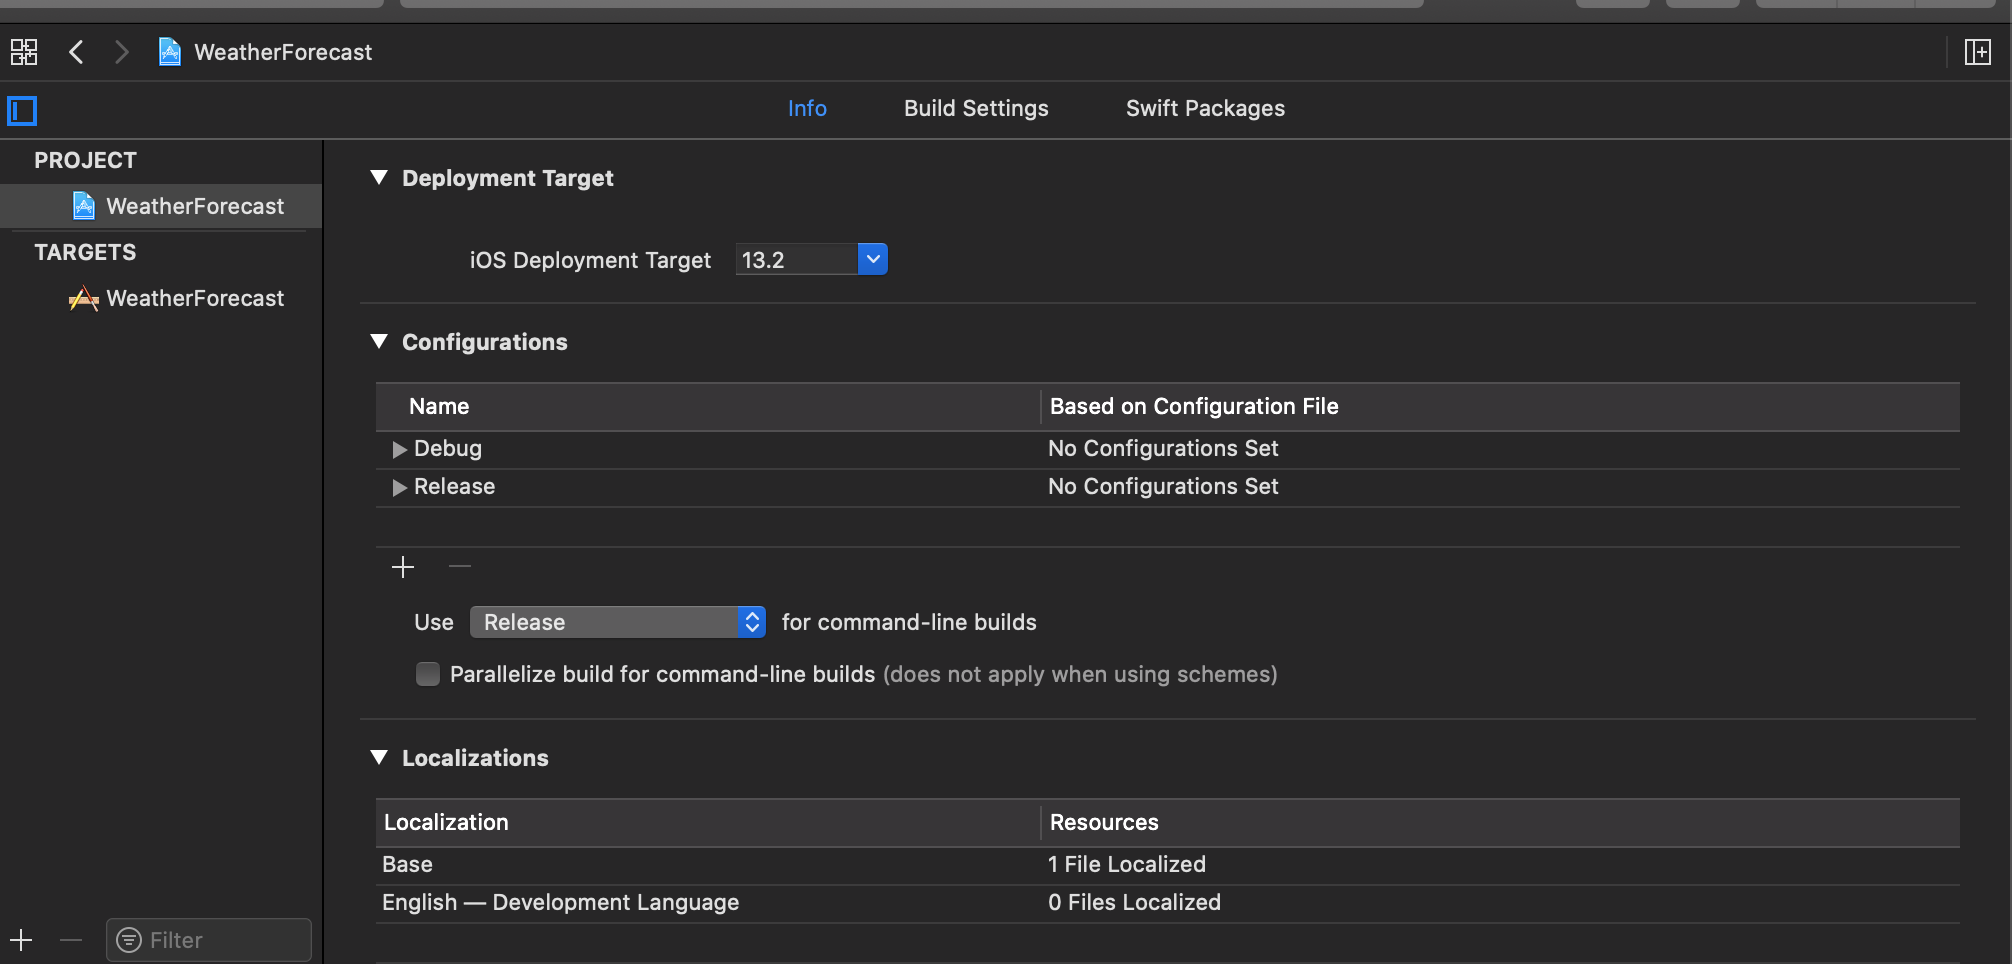 WeatherForecast
Info Build Settings Swift Packages
PROJECT
WeatherForecast
TARGETS
WeatherForecast
Filter
Deployment Target
iOS Deployment Target 13.2
Configurations
Name Based on Configuration File
Debug No Configurations Set
Release No Configurations Set
Use Release for command-line builds
Parallelize build for command-line builds (does not apply when using schemes)
Localizations
Localization Resources
Base 1 File Localized
English — Development Language 0 Files Localized